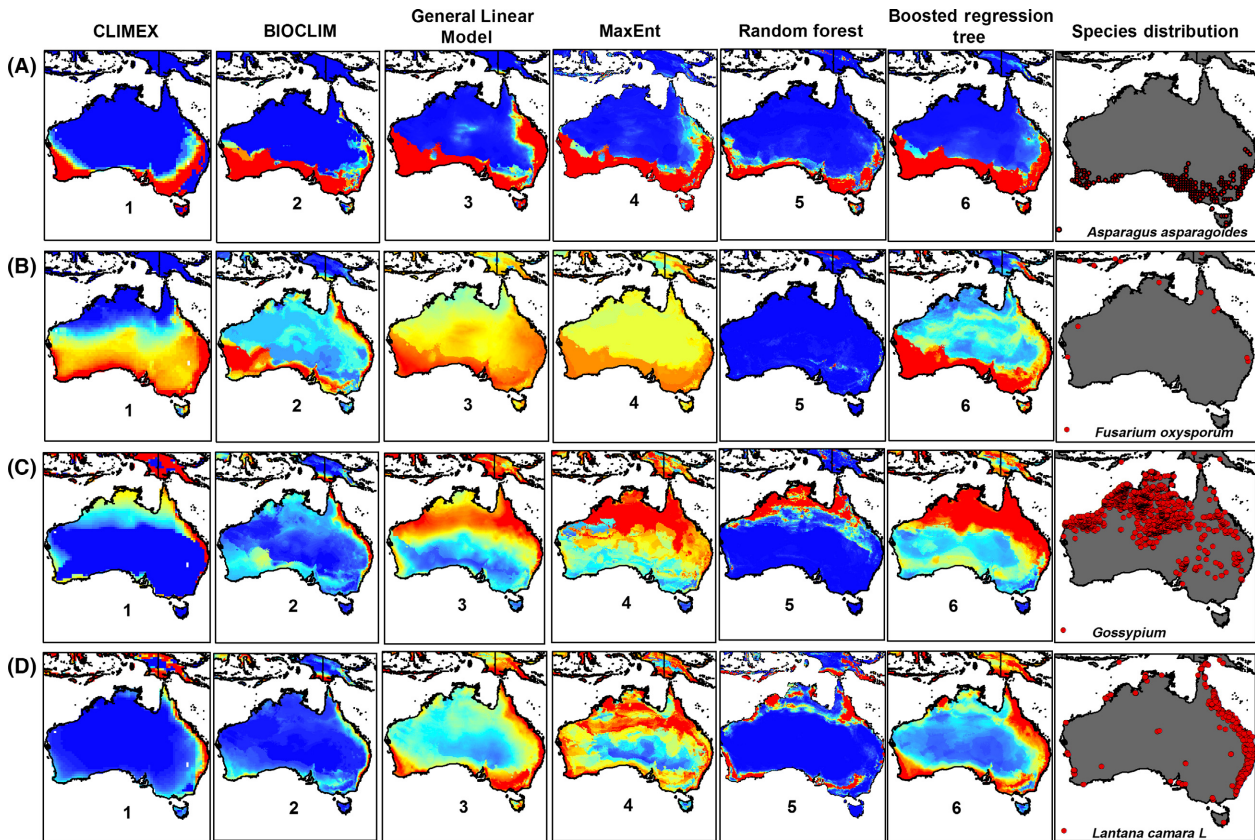 CLIMEX
BIOCLIM
General Linear
Model
MaxEnt
Random forest
Boosted regression
tree
Species distribution
(A)
1
2
3
4
5
6
Asparagus asparagoides
(B)
1
2
3
4
5
6
Fusarium oxysporum
(C)
1
2
3
4
5
6
Gossypium
(D)
1
2
3
4
5
6
Lantana camara L